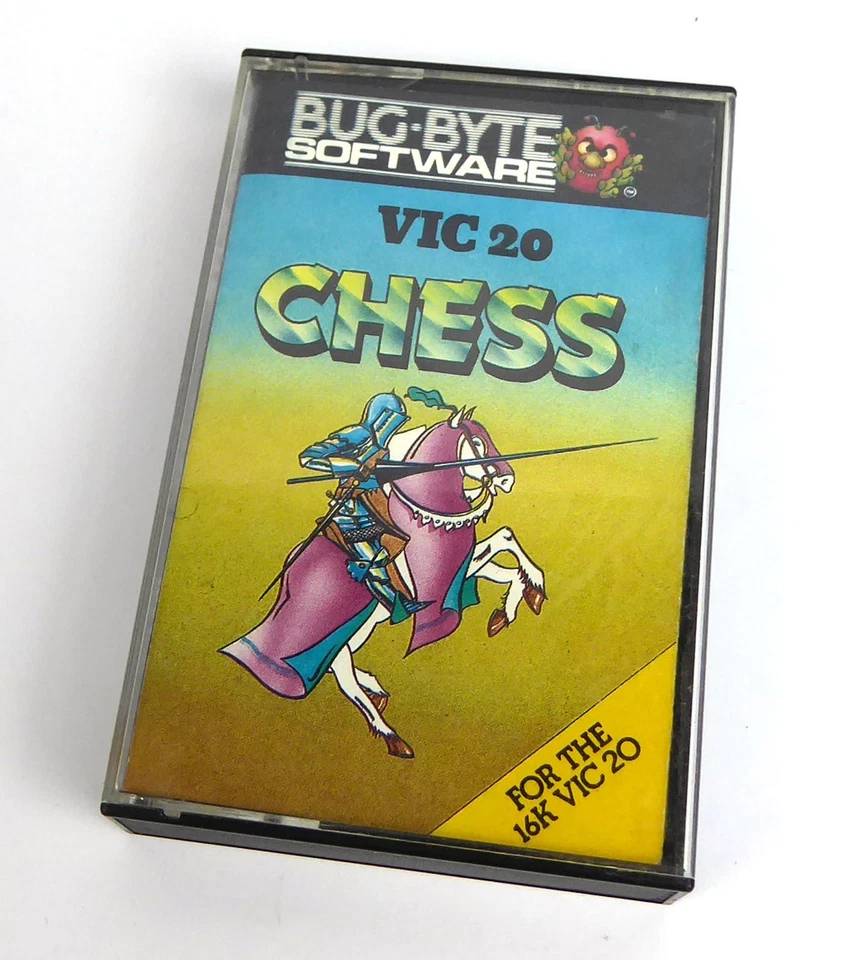 BUG-BYTE
SOFTWARE
VIC 20
CHESS
FOR THE
16K VIC 20